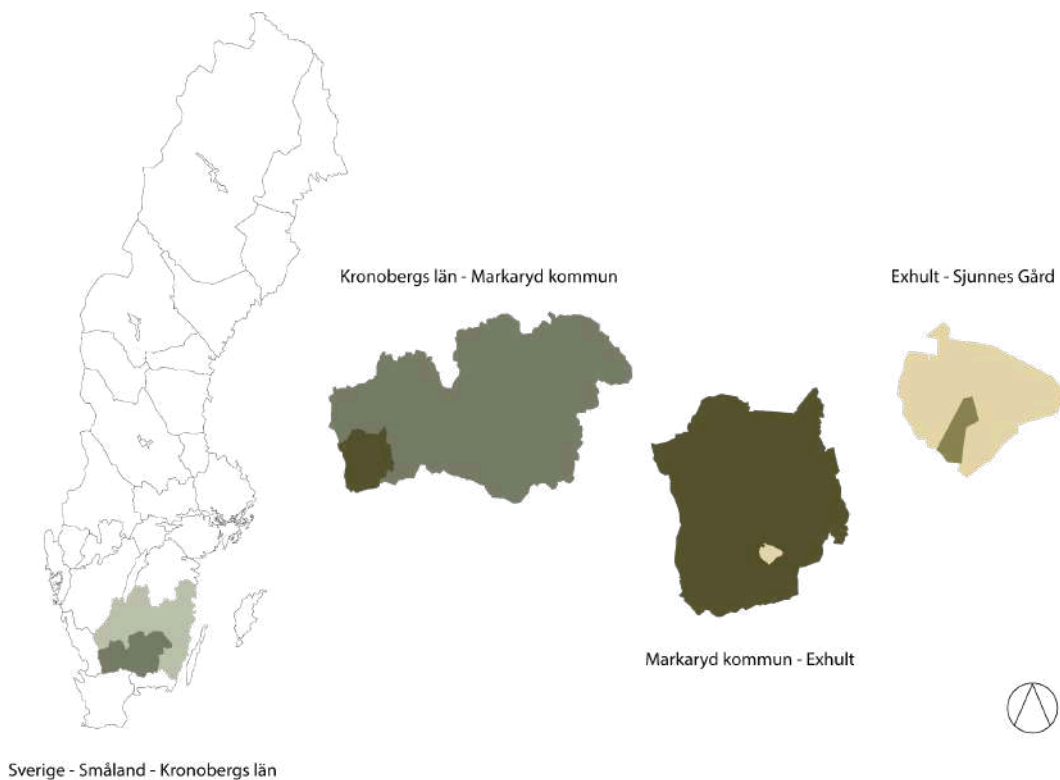 Kronobergs län - Markaryd kommun
Exhult - Sjunnes Gård
Markaryd kommun - Exhult
Sverige - Småland - Kronobergs län